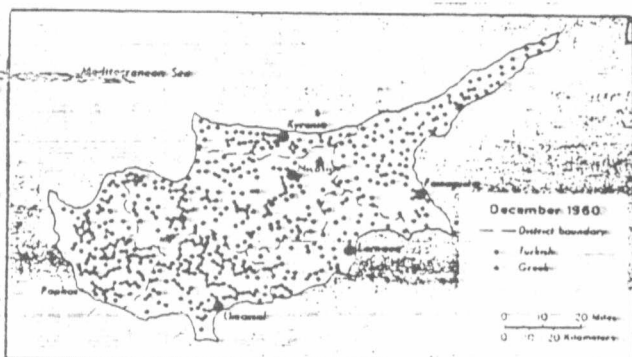 Mediterranean Sea
Kyrenia
Nicosia
Famagusta
Larnaca
Paphos
Limassol
December 1960
District boundary
Turkish
Greek
0 10 20 Miles
0 10 20 Kilometers